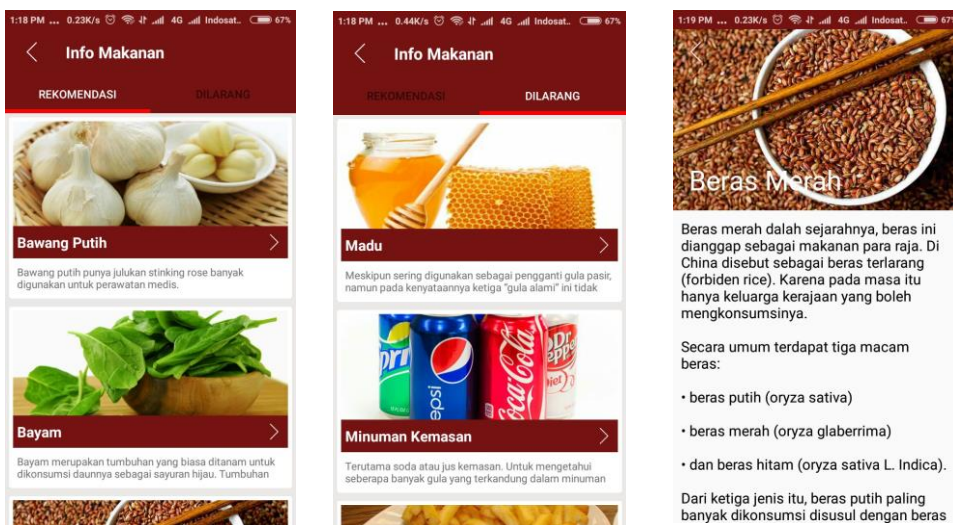 1:18 PM ... 0.23K/s 4G Indosat.. 67%
Info Makanan
REKOMENDASI
DILARANG
Bawang Putih
Bawang putih punya julukan stinking rose banyak
digunakan untuk perawatan medis.
Bayam
Bayam merupakan tumbuhan yang biasa ditanam untuk
dikonsumsi daunnya sebagai sayuran hijau. Tumbuhan
1:18 PM ... 0.44K/s 4G Indosat.. 67%
Info Makanan
REKOMENDASI
DILARANG
Madu
Meskipun sering digunakan sebagai pengganti gula pasir,
namun pada kenyataannya ketiga "gula alami" ini tidak
pepsi
Coca-Cola
Dr Pepper
Diet
Minuman Kemasan
Terutama soda atau jus kemasan. Untuk mengetahui
seberapa banyak gula yang terkandung dalam minuman
1:19 PM ... 0.23K/s 4G Indosat.. 67%
Beras Merah
Beras merah dalah sejarahnya, beras ini
dianggap sebagai makanan para raja. Di
China disebut sebagai beras terlarang
(forbiden rice). Karena pada masa itu
hanya keluarga kerajaan yang boleh
mengkonsumsinya.
Secara umum terdapat tiga macam
beras:
• beras putih (oryza sativa)
• beras merah (oryza glaberrima)
• dan beras hitam (oryza sativa L. Indica).
Dari ketiga jenis itu, beras putih paling
banyak dikonsumsi disusul dengan beras